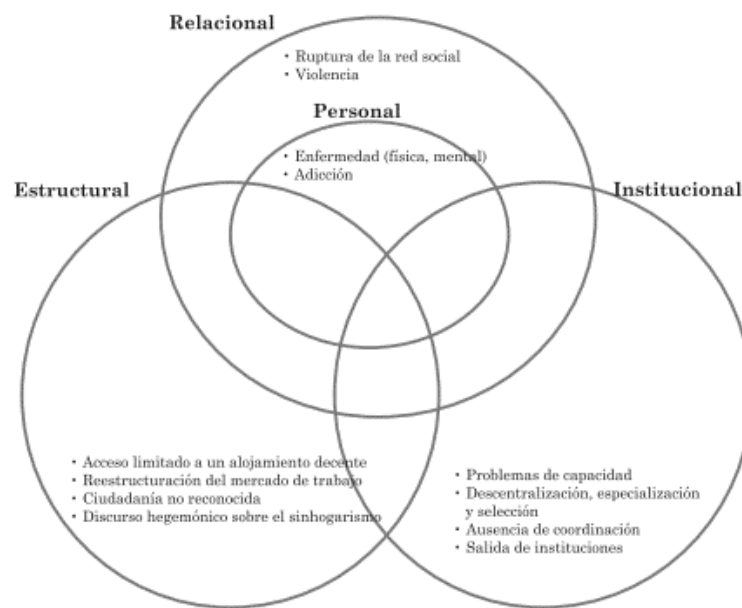 Relacional
• Ruptura de la red social
• Violencia
Personal
• Enfermedad (física, mental)
• Adicción
Estructural
Institucional
• Acceso limitado a un alojamiento decente
• Reestructuración del mercado de trabajo
• Ciudadanía no reconocida
• Discurso hegemónico sobre el sinhogarismo
• Problemas de capacidad
• Descentralización, especialización
y selección
• Ausencia de coordinación
• Salida de instituciones